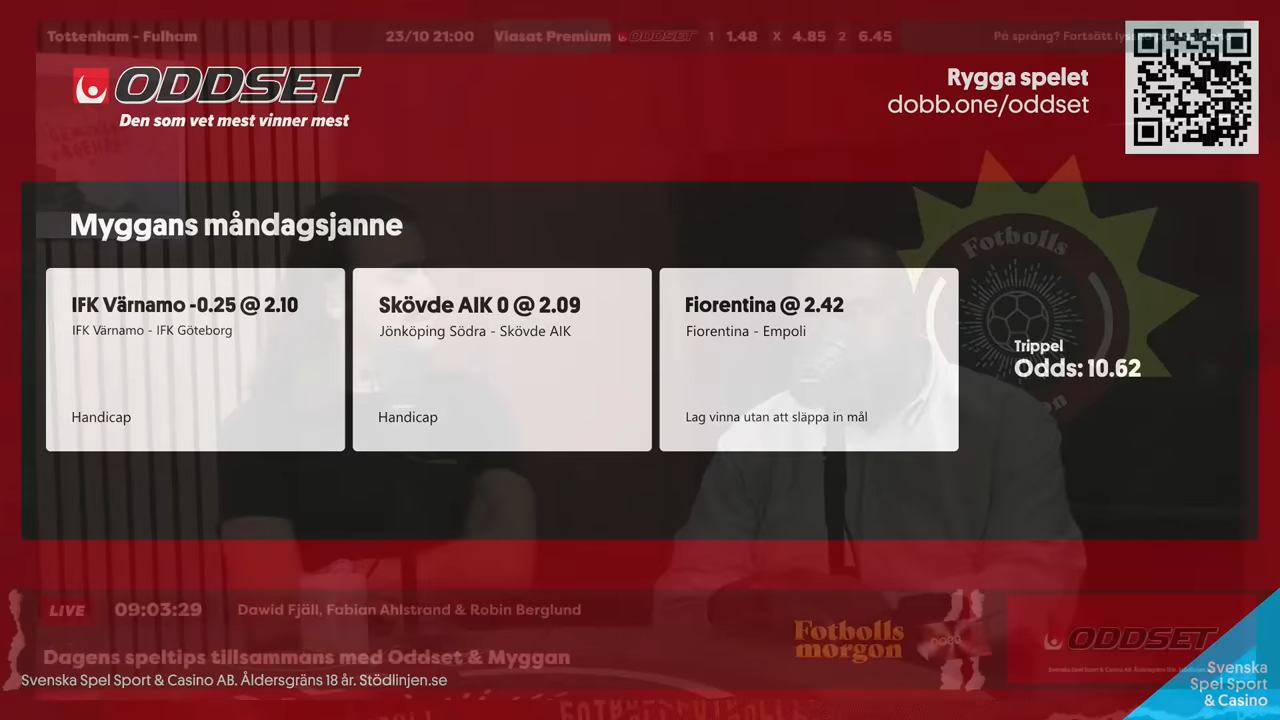 Tottenham - Fulham
23/10 21:00
Viasat Premium
ODDSET
1 1.48 X 4.85 2 6.45
På språng? Fortsätt
ODDSET
Den som vet mest vinner mest
Rygga spelet
dobb.one/oddset
Myggans måndagsjanne
IFK Värnamo -0.25 @ 2.10
IFK Värnamo - IFK Göteborg
Handicap
Skövde AIK 0 @ 2.09
Jönköping Södra - Skövde AIK
Handicap
Fiorentina @ 2.42
Fiorentina - Empoli
Lag vinna utan att släppa in mål
Fotbolls
Trippel
Odds: 10.62
LIVE
09:03:29
Dawid Fjäll, Fabian Ahlstrand & Robin Berglund
Dagens speltips tillsammans med Oddset & Myggan
Fotbolls
morgon
ODDSET
Svenska Spel Sport & Casino AB. Åldersgräns 18 år. Stödlinjen.se
Svenska
Spel Sport
& Casino